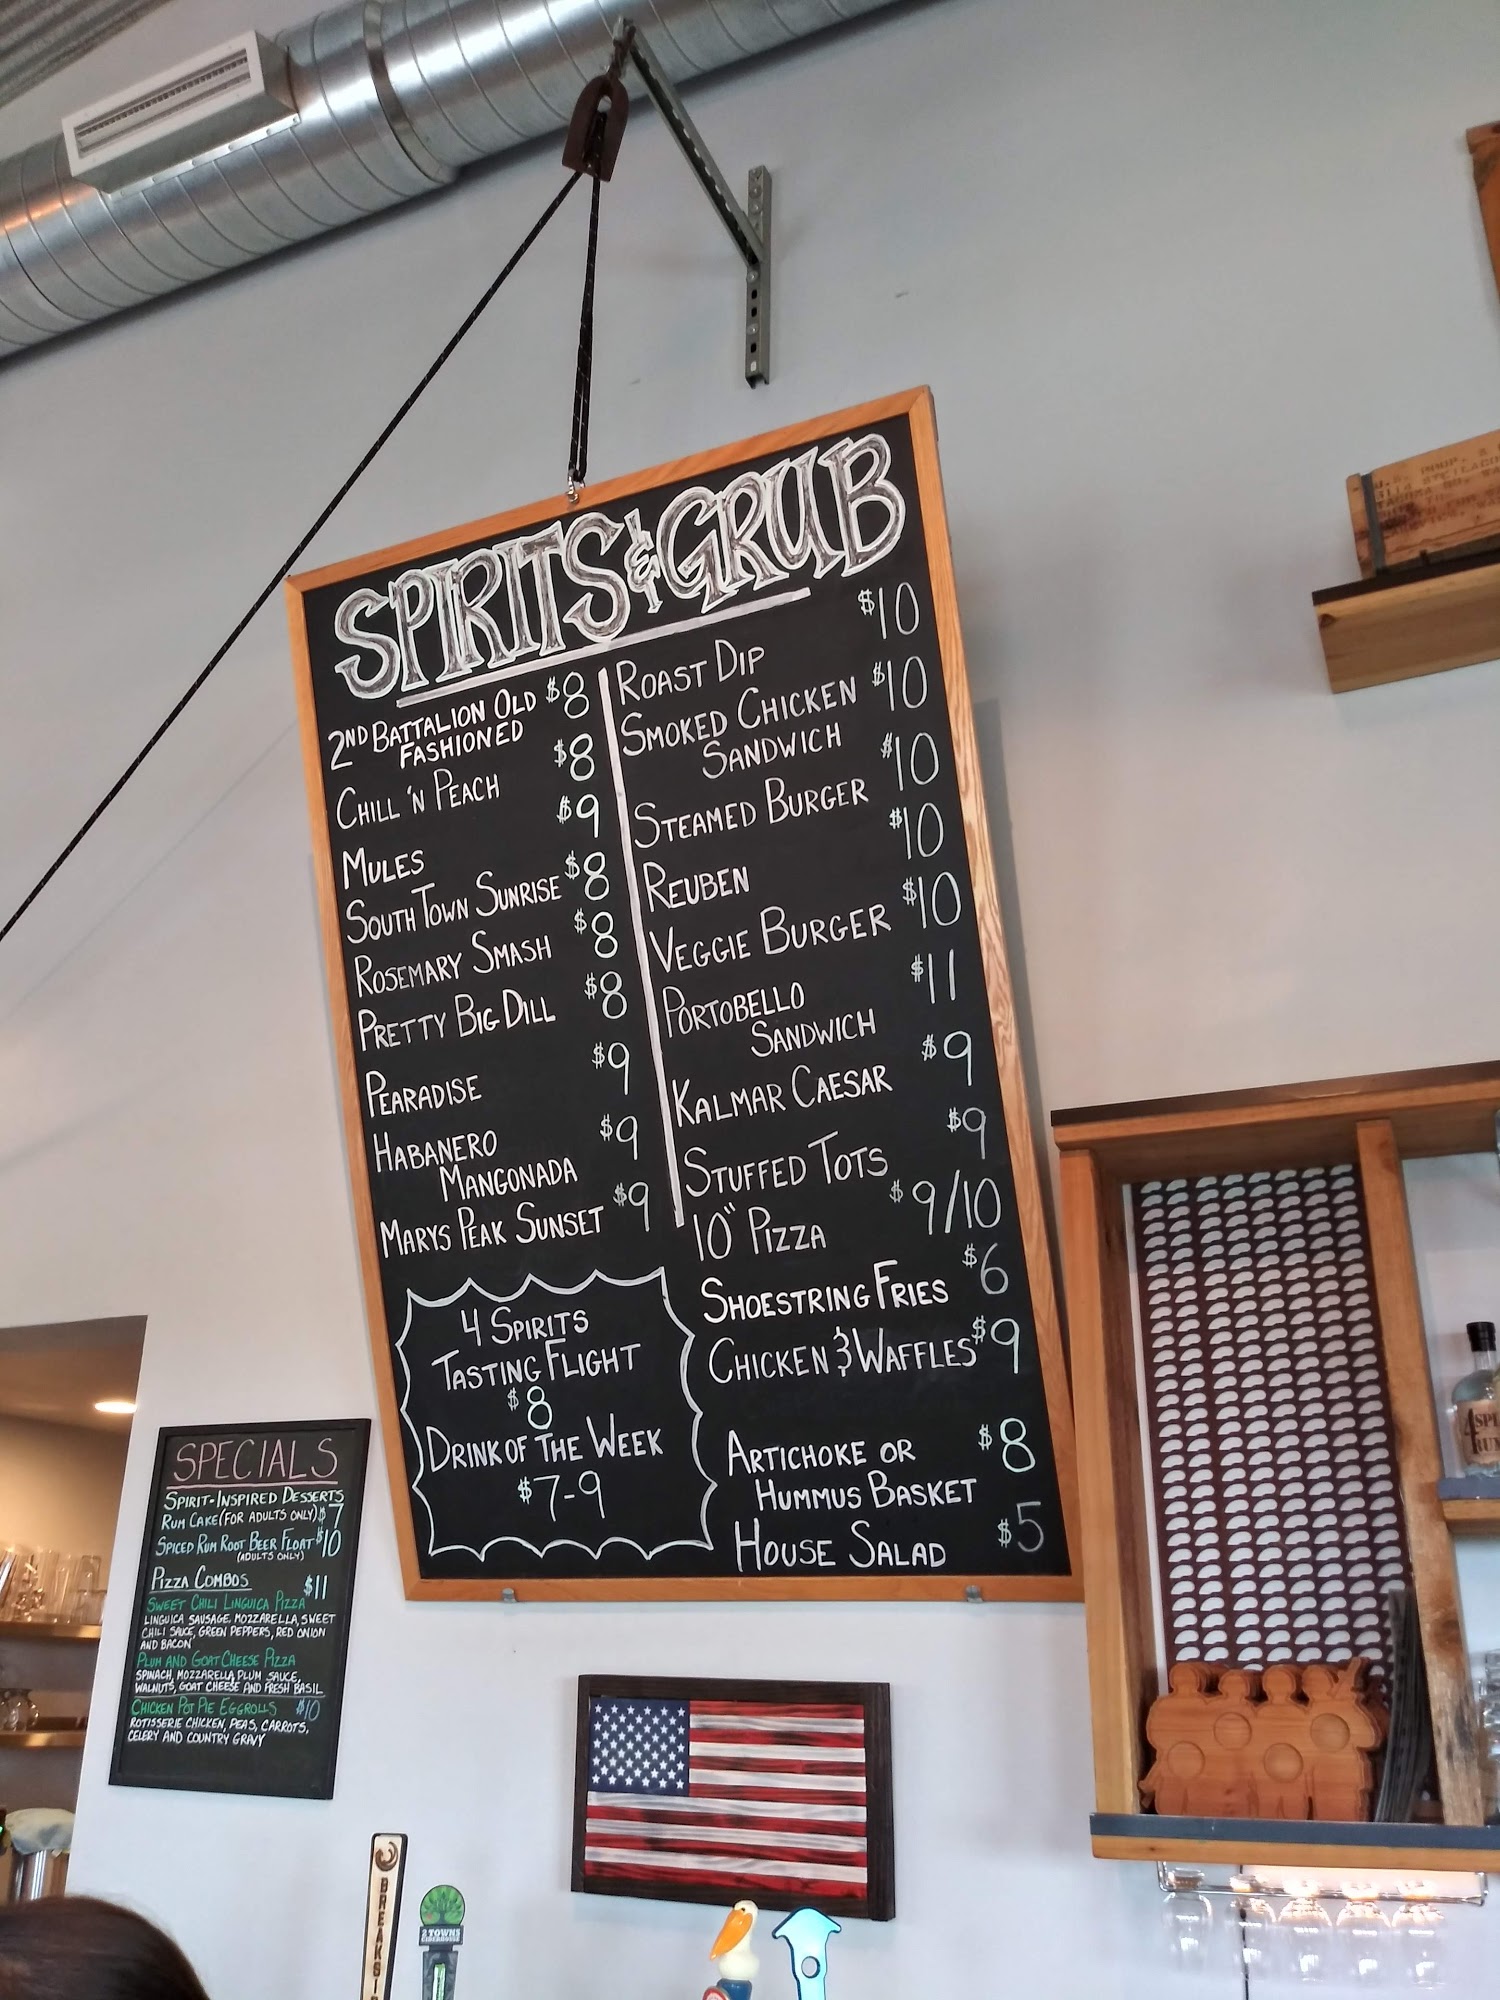 SPIRITS & GRUB
2ND BATTALION OLD $8
FASHIONED
CHILL 'N PEACH $8
MULES $9
SOUTH TOWN SUNRISE $8
ROSEMARY SMASH $8
PRETTY BIG DILL $8
PEARADISE $9
HABANERO $9
MANGONADA
MARYS PEAK SUNSET $9
4 SPIRITS
TASTING FLIGHT
$8
DRINK OF THE WEEK
$7-9
ROAST DIP $10
SMOKED CHICKEN $10
SANDWICH
STEAMED BURGER $10
REUBEN $10
VEGGIE BURGER $10
PORTOBELLO $11
SANDWICH
KALMAR CAESAR $9
STUFFED TOTS $9
10" PIZZA $9/10
SHOESTRING FRIES $6
CHICKEN & WAFFLES $9
ARTICHOKE OR $8
HUMMUS BASKET
HOUSE SALAD $5
SPECIALS
SPIRIT-INSPIRED DESSERTS
RUM CAKE (FOR ADULTS ONLY) $7
SPICED RUM ROOT BEER FLOAT $10
(ADULTS ONLY)
PIZZA COMBOS $11
SWEET CHILI LINGUICA PIZZA
LINGUICA SAUSAGE, MOZZARELLA, SWEET
CHILI SAUCE, GREEN PEPPERS, RED ONION
AND BACON
PLUM AND GOAT CHEESE PIZZA
SPINACH, MOZZARELLA, PLUM SAUCE,
WALNUTS, GOAT CHEESE AND FRESH BASIL
CHICKEN POT PIE EGGROLLS $10
ROTISSERIE CHICKEN, PEAS, CARROTS,
CELERY AND COUNTRY GRAVY
2 TOWNS
CIDERHOUSE